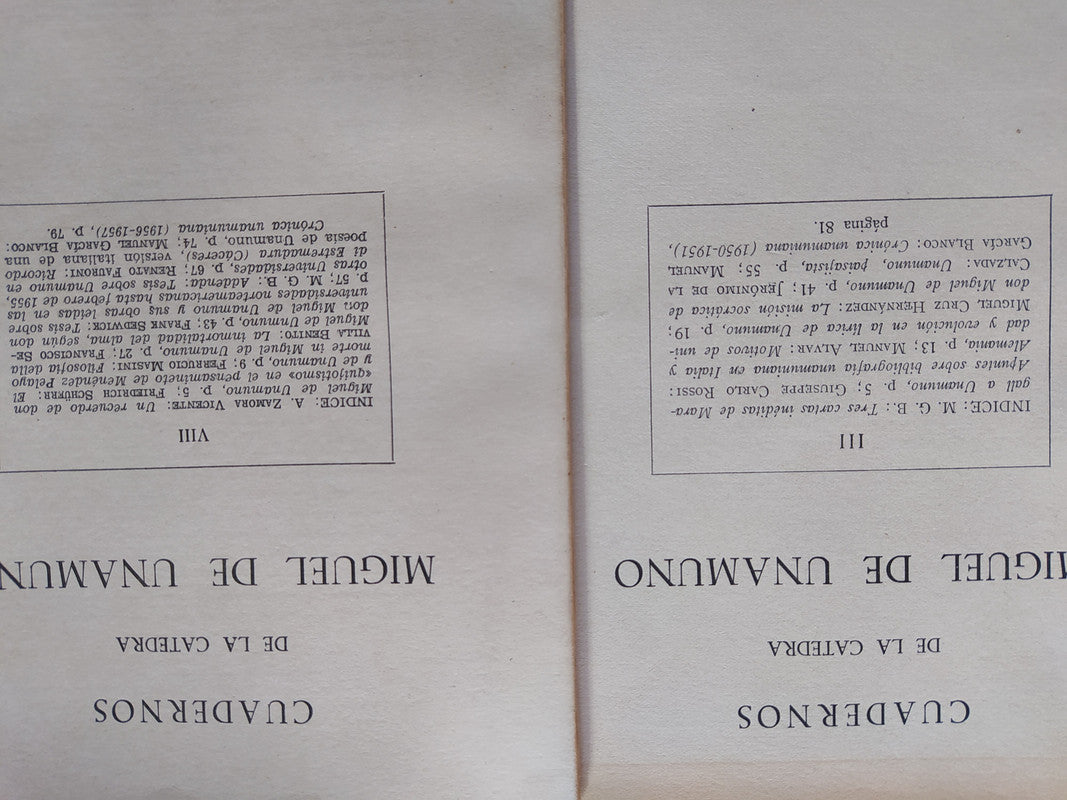 CUADERNOS
DE LA CATEDRA
MIGUEL DE UNAMUNO
III
INDICE: M. G. B.: Tres cartas inéditas de Mara-
gall a Unamuno, p. 5; GIUSEPPE CARLO ROSSI:
Apuntes sobre bibliografía unamuniana en Italia y
Alemania, p. 13; MANUEL ALVAR: Motivos de uni-
dad y evolución en la lírica de Unamuno, p. 19;
MIGUEL CRUZ HERNÁNDEZ: La misión socrática de
don Miguel de Unamuno, p. 41; JERÓNIMO DE LA
CALZADA: Unamuno, paisajista, p. 55; MANUEL
GARCÍA BLANCO: Crónica unamuniana (1950-1951),
página 81.
CUADERNOS
DE LA CATEDRA
MIGUEL DE UNAMUN
VIII
INDICE: A. ZAMORA VICENTE: Un recuerdo de don
Miguel de Unamuno, p. 5; FRIEDRICH SCHÜRR: El
«quijotismo» en el pensamineto de Menéndez Pelayo
y de Unamuno, p. 9; FERRUCIO MASINI: Filosofia della
morte in Miguel de Unamuno, p. 27; FRANCISCO SE-
VILLA BENITO: La inmortalidad del alma, según don
Miguel de Unmuno, p. 43; FRANK SEDWICK: Tesis sobre
don Miguel de Unamuno y sus obras leídas en las
universidades norteamericanas hasta febrero de 1955,
p. 57; M. G. B.: Addenda: Tesis sobre Unamuno en
otras Universidades, p. 67; RENATO FAURONI: Ricordo
di Estremadura (Cáceres), versión italiana de una
Poesía de Unamuno, p. 74; MANUEL GARCÍA BLANCO:
Crónica unamuniana (1956-1957), p. 79.